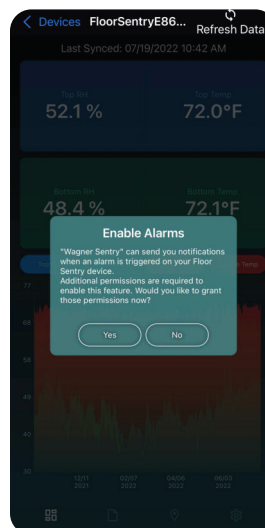 Devices FloorSentryE86...
Refresh Data
Last Synced: 07/19/2022 10:42 AM
Top RH
Top Temp
52.1 %
72.0°F
Bottom RH
Bottom Temp
48.4 %
72.1°F
Enable Alarms
"Wagner Sentry" can send you notifications
when an alarm is triggered on your Floor
Sentry device.
Additional permissions are required to
enable this feature. Would you like to grant
those permissions now?
Yes
No
Temp
77
68
58
49
40
30
12/11
2021
02/07
2022
04/06
2022
06/03
2022